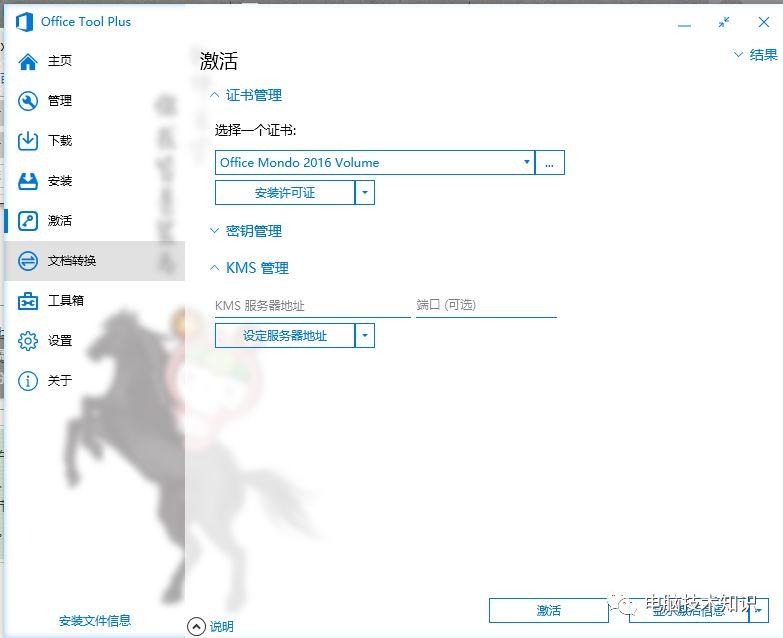 Office Tool Plus
主页
管理
下载
安装
激活
文档转换
工具箱
设置
关于
安装文件信息
激活
结果
证书管理
选择一个证书:
Office Mondo 2016 Volume
...
安装许可证
密钥管理
KMS 管理
KMS 服务器地址
端口 (可选)
设定服务器地址
说明
激活
显示激活信息
电脑技术知识